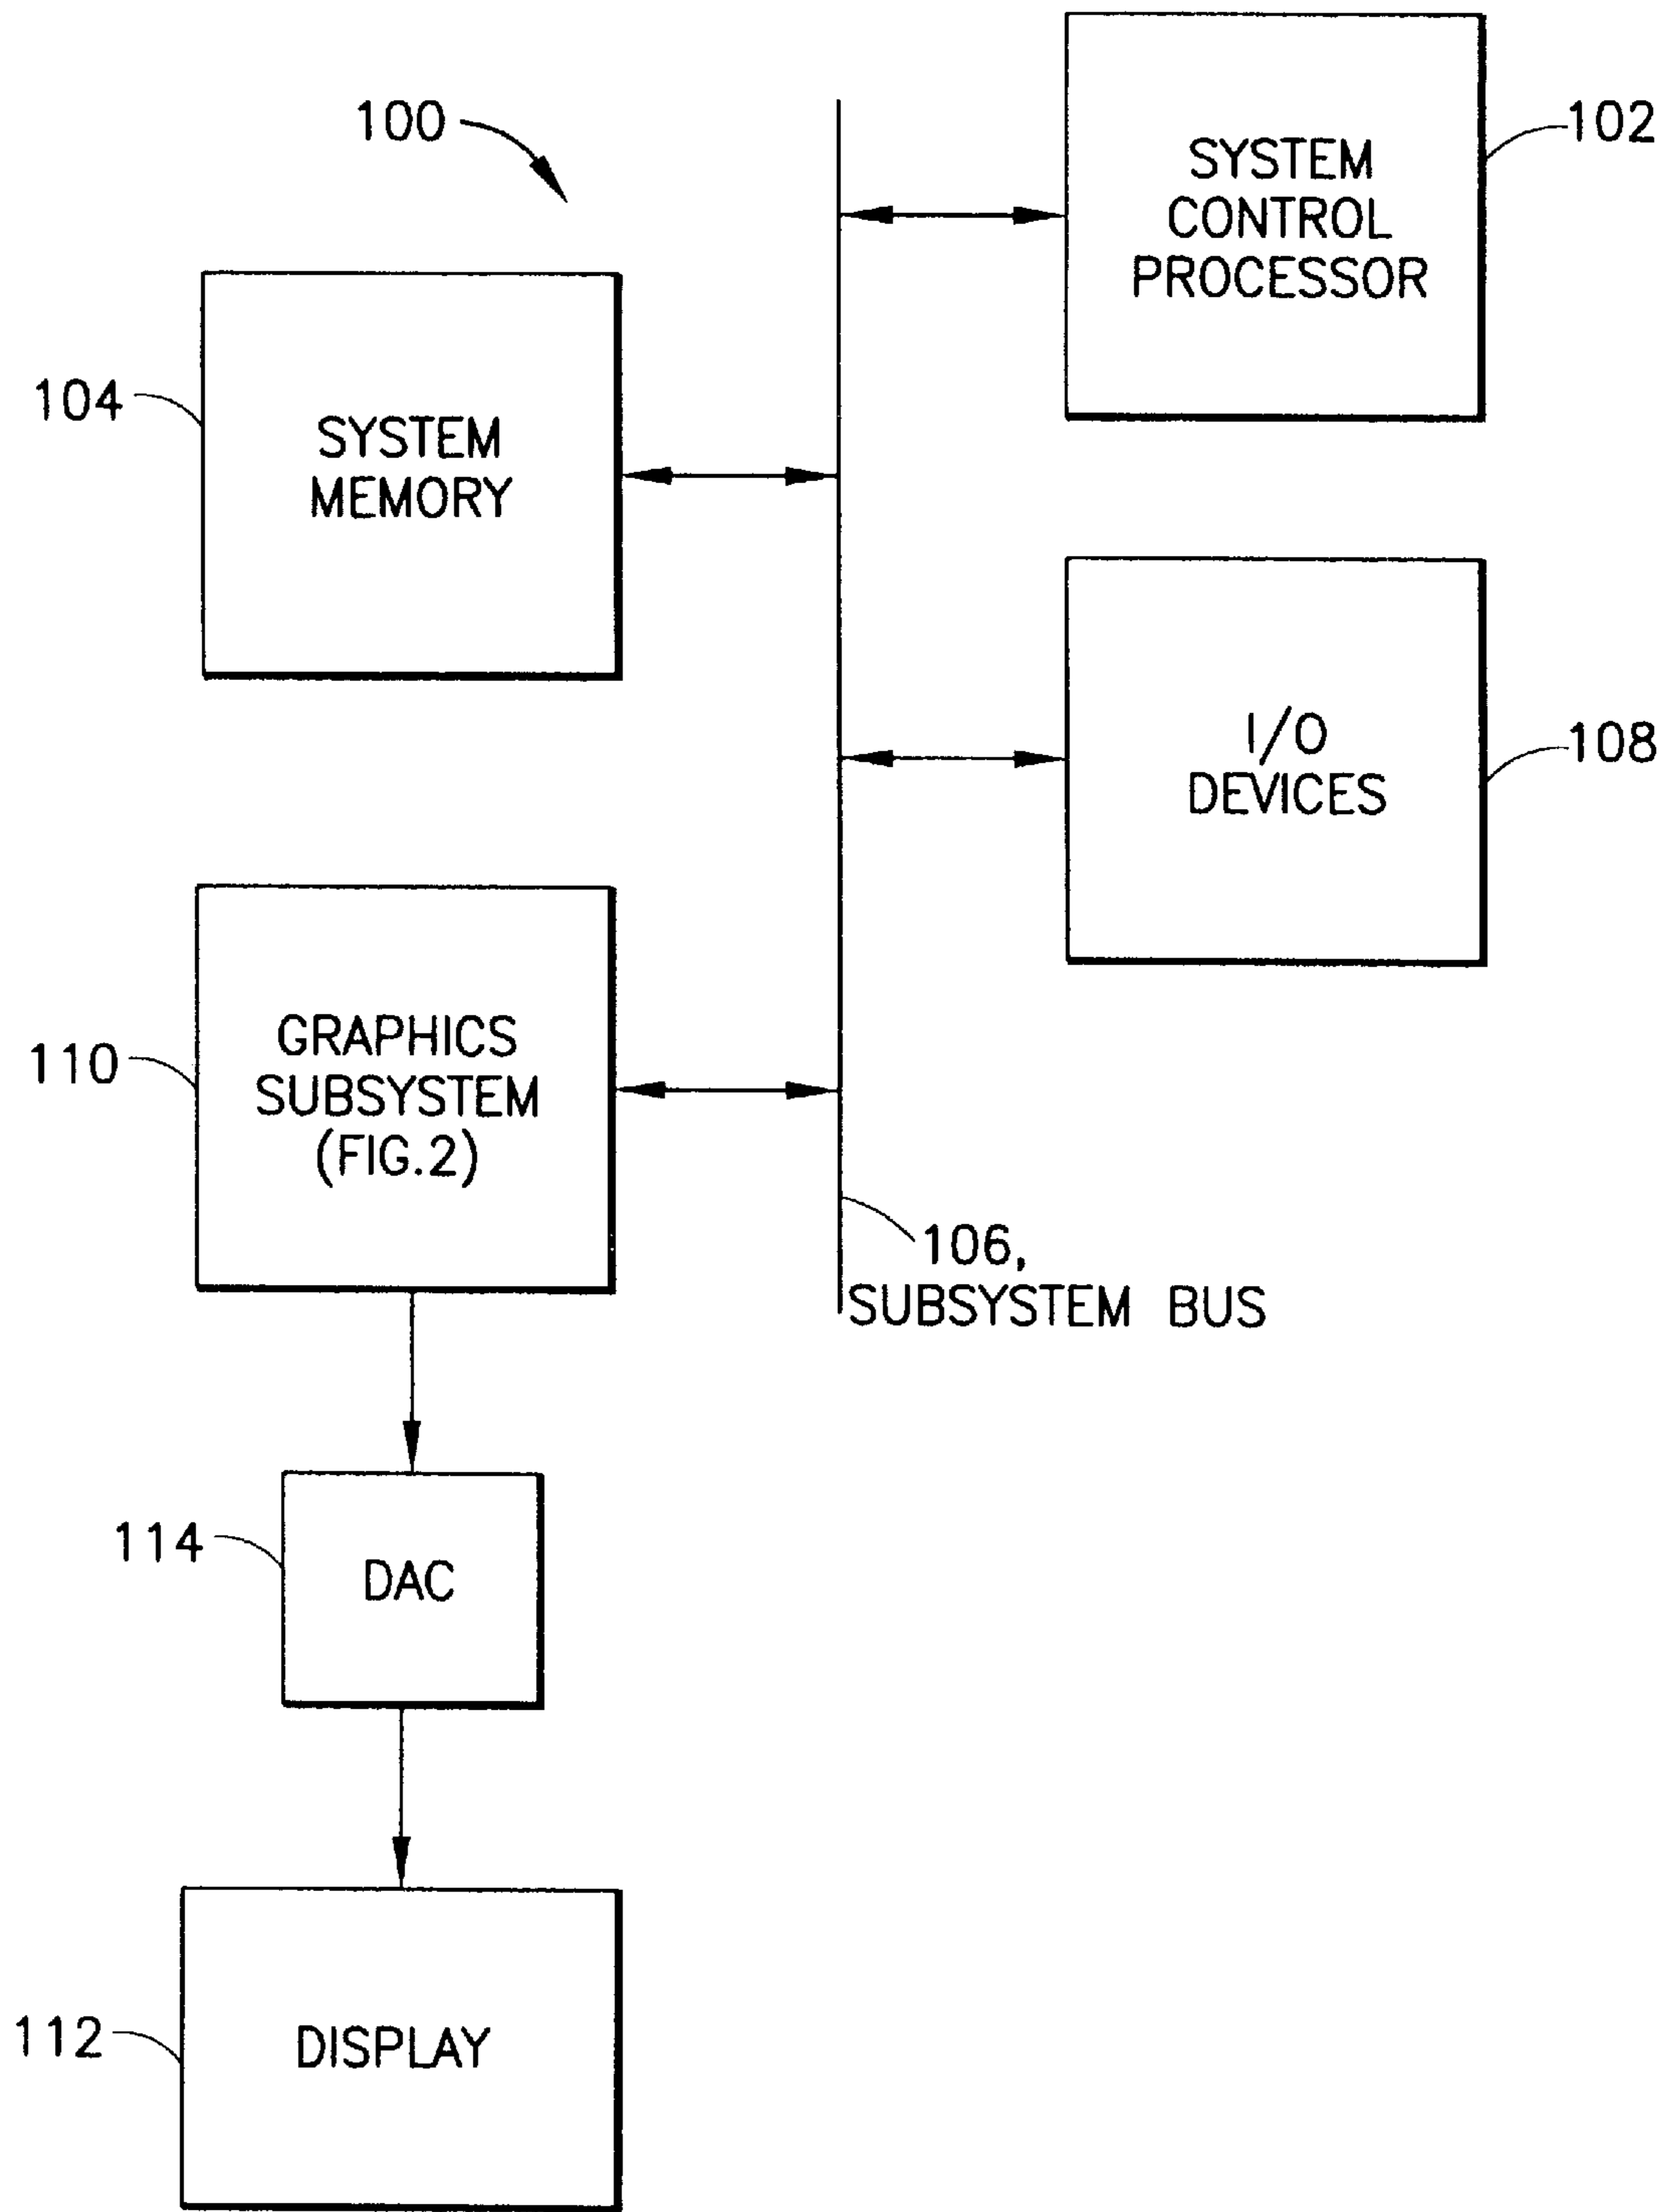 100
SYSTEM
CONTROL
PROCESSOR
102
104
SYSTEM
MEMORY
I/O
DEVICES
108
110
GRAPHICS
SUBSYSTEM
(FIG.2)
106,
SUBSYSTEM BUS
114
DAC
112
DISPLAY